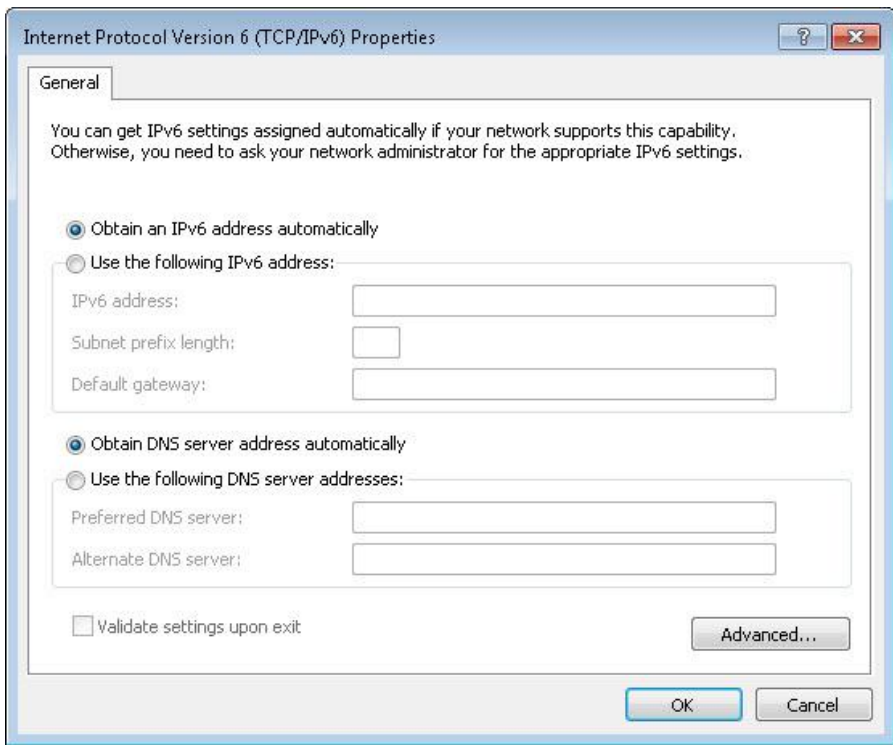 Internet Protocol Version 6 (TCP/IPv6) Properties
General
You can get IPv6 settings assigned automatically if your network supports this capability.
Otherwise, you need to ask your network administrator for the appropriate IPv6 settings.
Obtain an IPv6 address automatically
Use the following IPv6 address:
IPv6 address:
Subnet prefix length:
Default gateway:
Obtain DNS server address automatically
Use the following DNS server addresses:
Preferred DNS server:
Alternate DNS server:
Validate settings upon exit
Advanced...
OK
Cancel